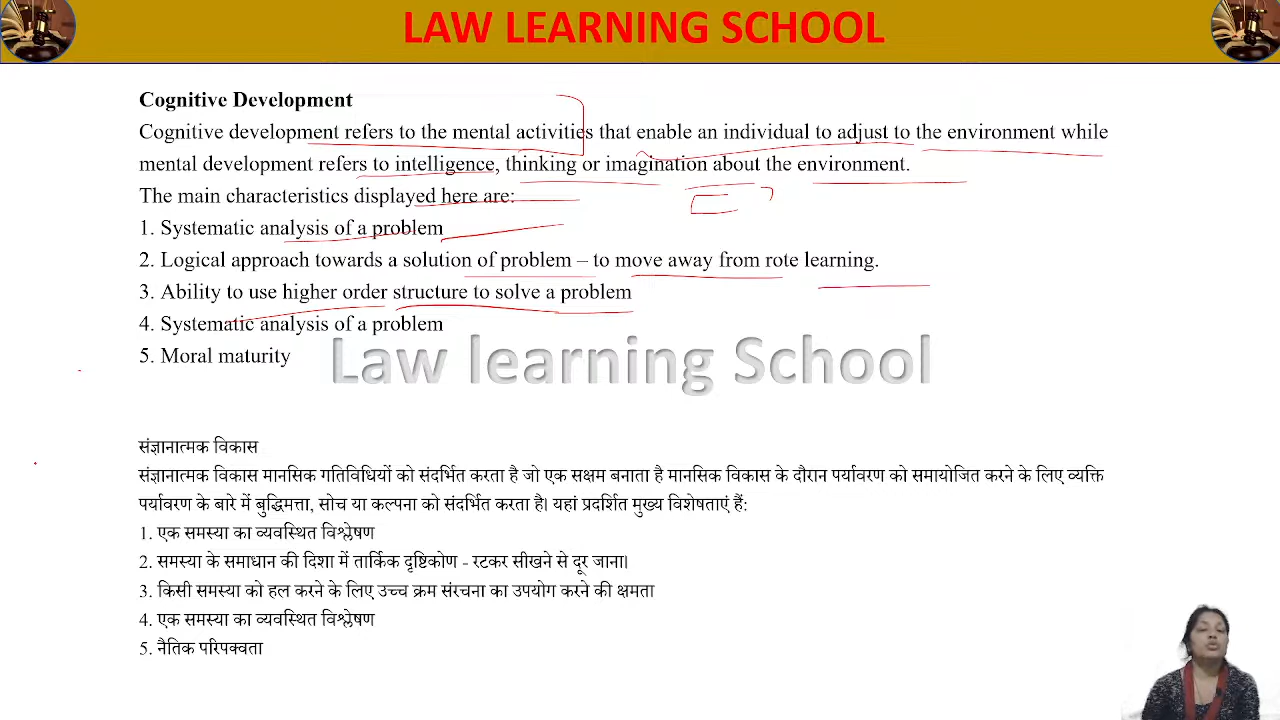 LAW LEARNING SCHOOL
Cognitive Development
Cognitive development refers to the mental activities that enable an individual to adjust to the environment while
mental development refers to intelligence, thinking or imagination about the environment.
The main characteristics displayed here are:
1. Systematic analysis of a problem
2. Logical approach towards a solution of problem – to move away from rote learning.
3. Ability to use higher order structure to solve a problem
4. Systematic analysis of a problem
5. Moral maturity
Law learning School
संज्ञानात्मक विकास
संज्ञानात्मक विकास मानसिक गतिविधियों को संदर्भित करता है जो एक सक्षम बनाता है मानसिक विकास के दौरान पर्यावरण को समायोजित करने के लिए व्यक्ति
पर्यावरण के बारे में बुद्धिमत्ता, सोच या कल्पना को संदर्भित करता है। यहां प्रदर्शित मुख्य विशेषताएं हैं:
1. एक समस्या का व्यवस्थित विश्लेषण
2. समस्या के समाधान की दिशा में तार्किक दृष्टिकोण - रटकर सीखने से दूर जाना।
3. किसी समस्या को हल करने के लिए उच्च क्रम संरचना का उपयोग करने की क्षमता
4. एक समस्या का व्यवस्थित विश्लेषण
5. नैतिक परिपक्वता